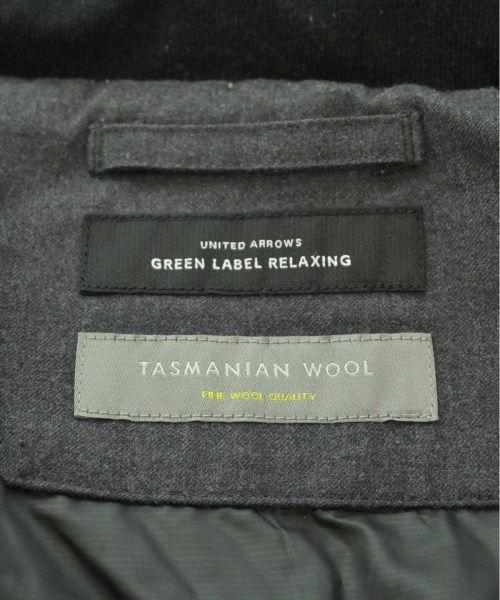 UNITED ARROWS
GREEN LABEL RELAXING
TASMANIAN WOOL
FINE WOOL QUALITY